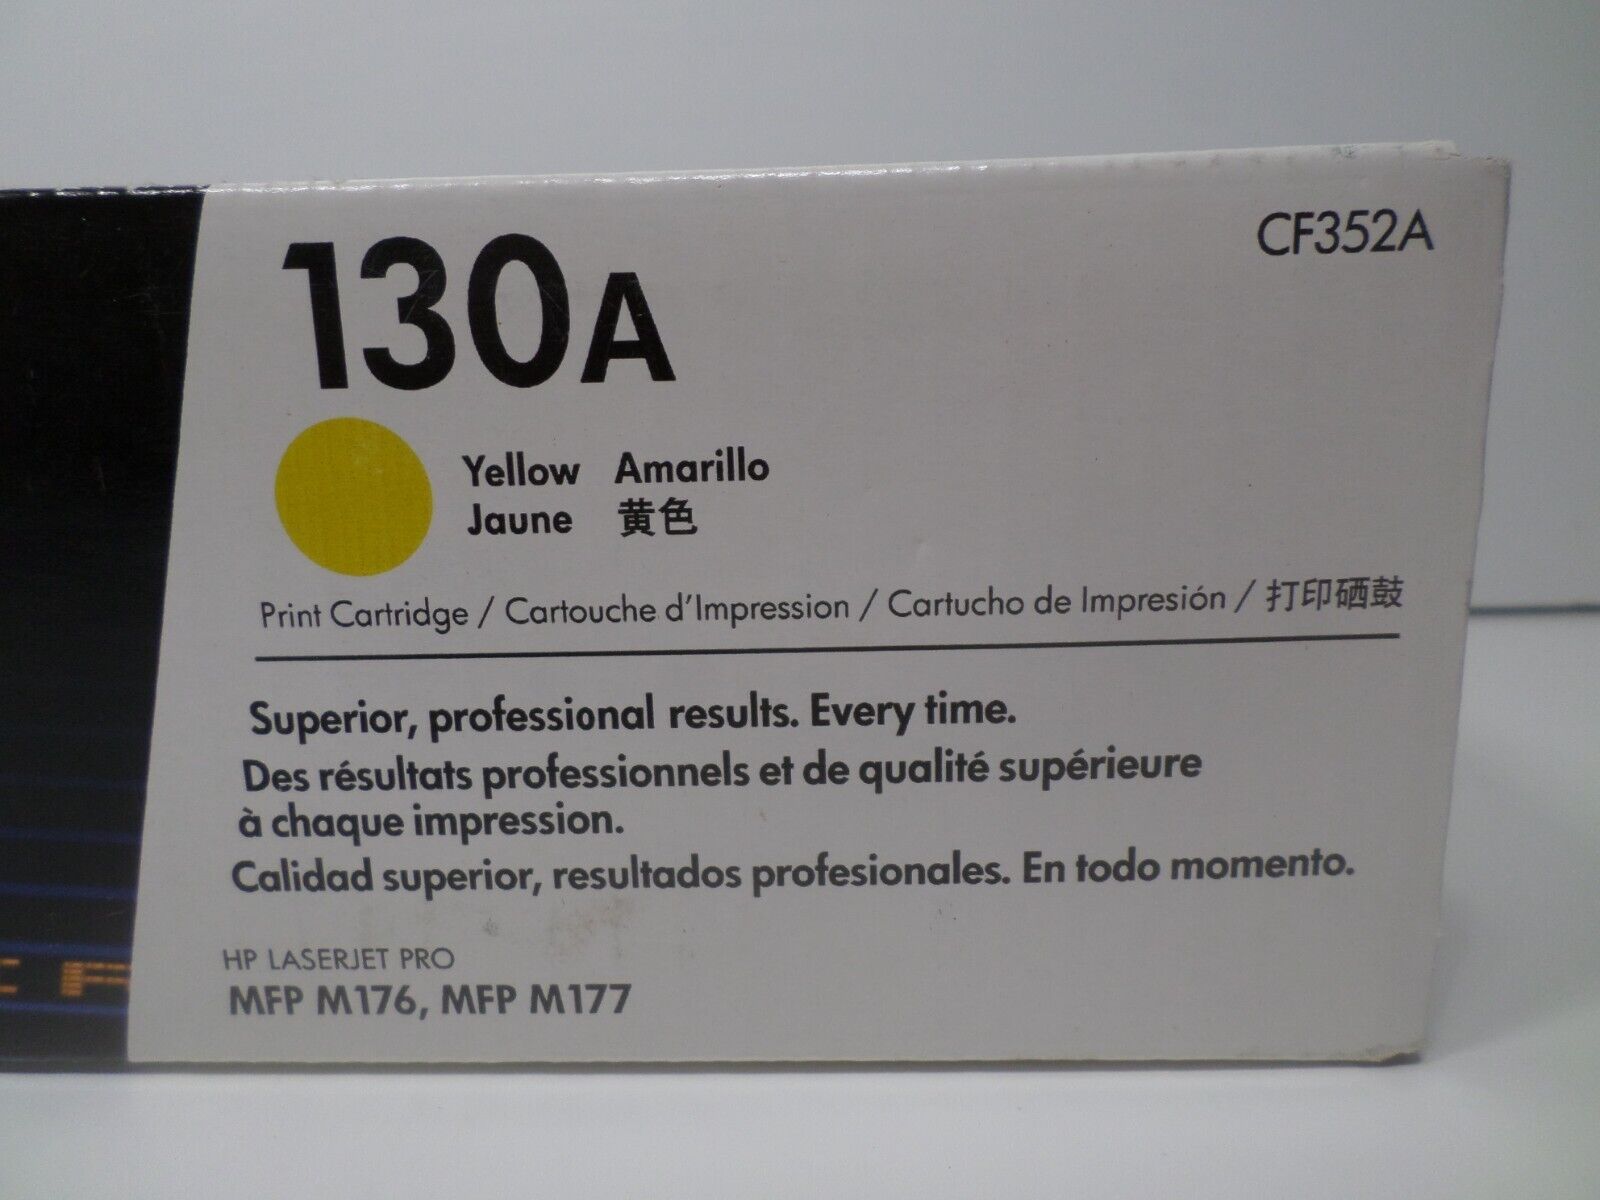 130A
CF352A
Yellow Amarillo
Jaune 黄色
Print Cartridge / Cartouche d'Impression / Cartucho de Impresión / 打印硒鼓
Superior, professional results. Every time.
Des résultats professionnels et de qualité supérieure
à chaque impression.
Calidad superior, resultados profesionales. En todo momento.
HP LASERJET PRO
MFP M176, MFP M177